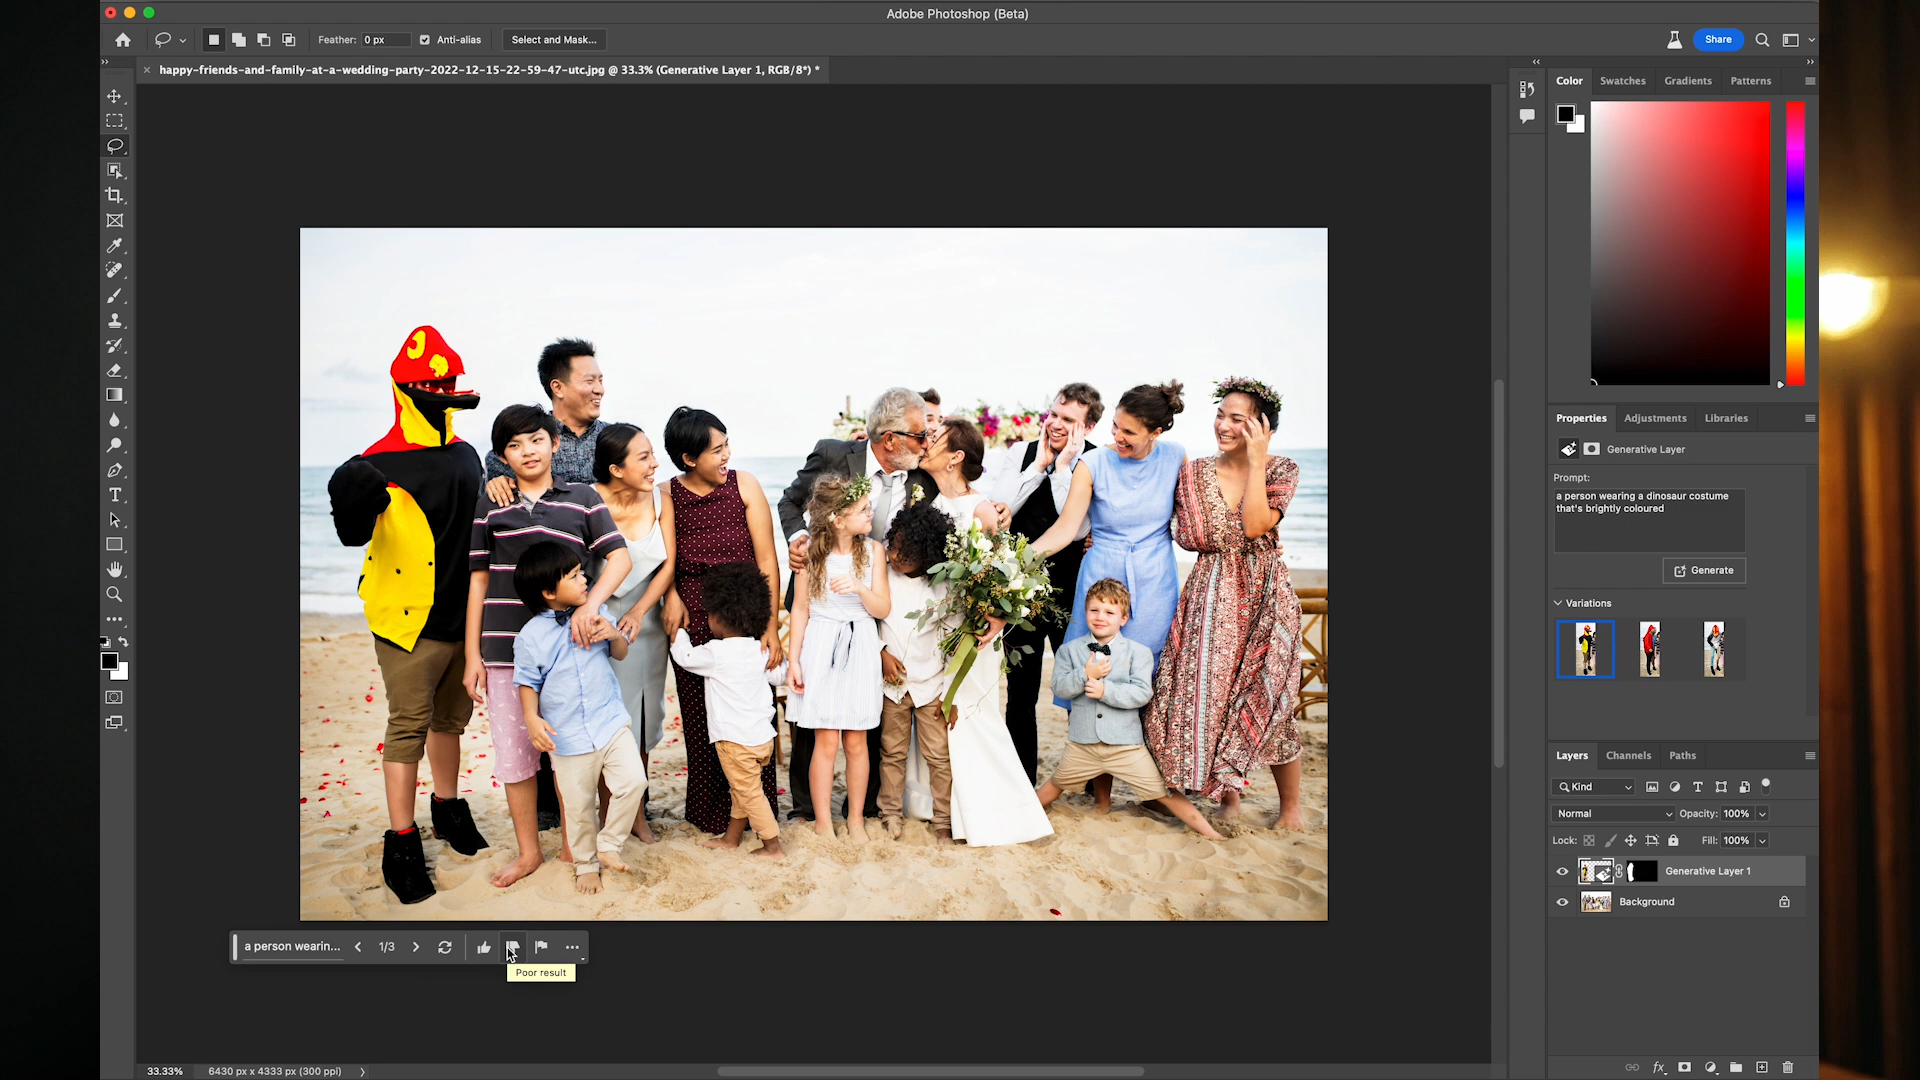 Adobe Photoshop (Beta)
Feather: 0 px
Anti-alias
Select and Mask...
Share
happy-friends-and-family-at-a-wedding-party-2022-12-15-22-59-47-utc.jpg @ 33.3% (Generative Layer 1, RGB/8*) *
Color
Swatches
Gradients
Patterns
Properties
Adjustments
Libraries
Generative Layer
Prompt:
a person wearing a dinosaur costume
that's brightly coloured
Generate
Variations
Layers
Channels
Paths
Kind
Normal
Opacity: 100%
Lock:
Fill: 100%
Generative Layer 1
Background
a person wearin...
1/3
Poor result
33.33%
6430 px x 4333 px (300 ppi)
fx